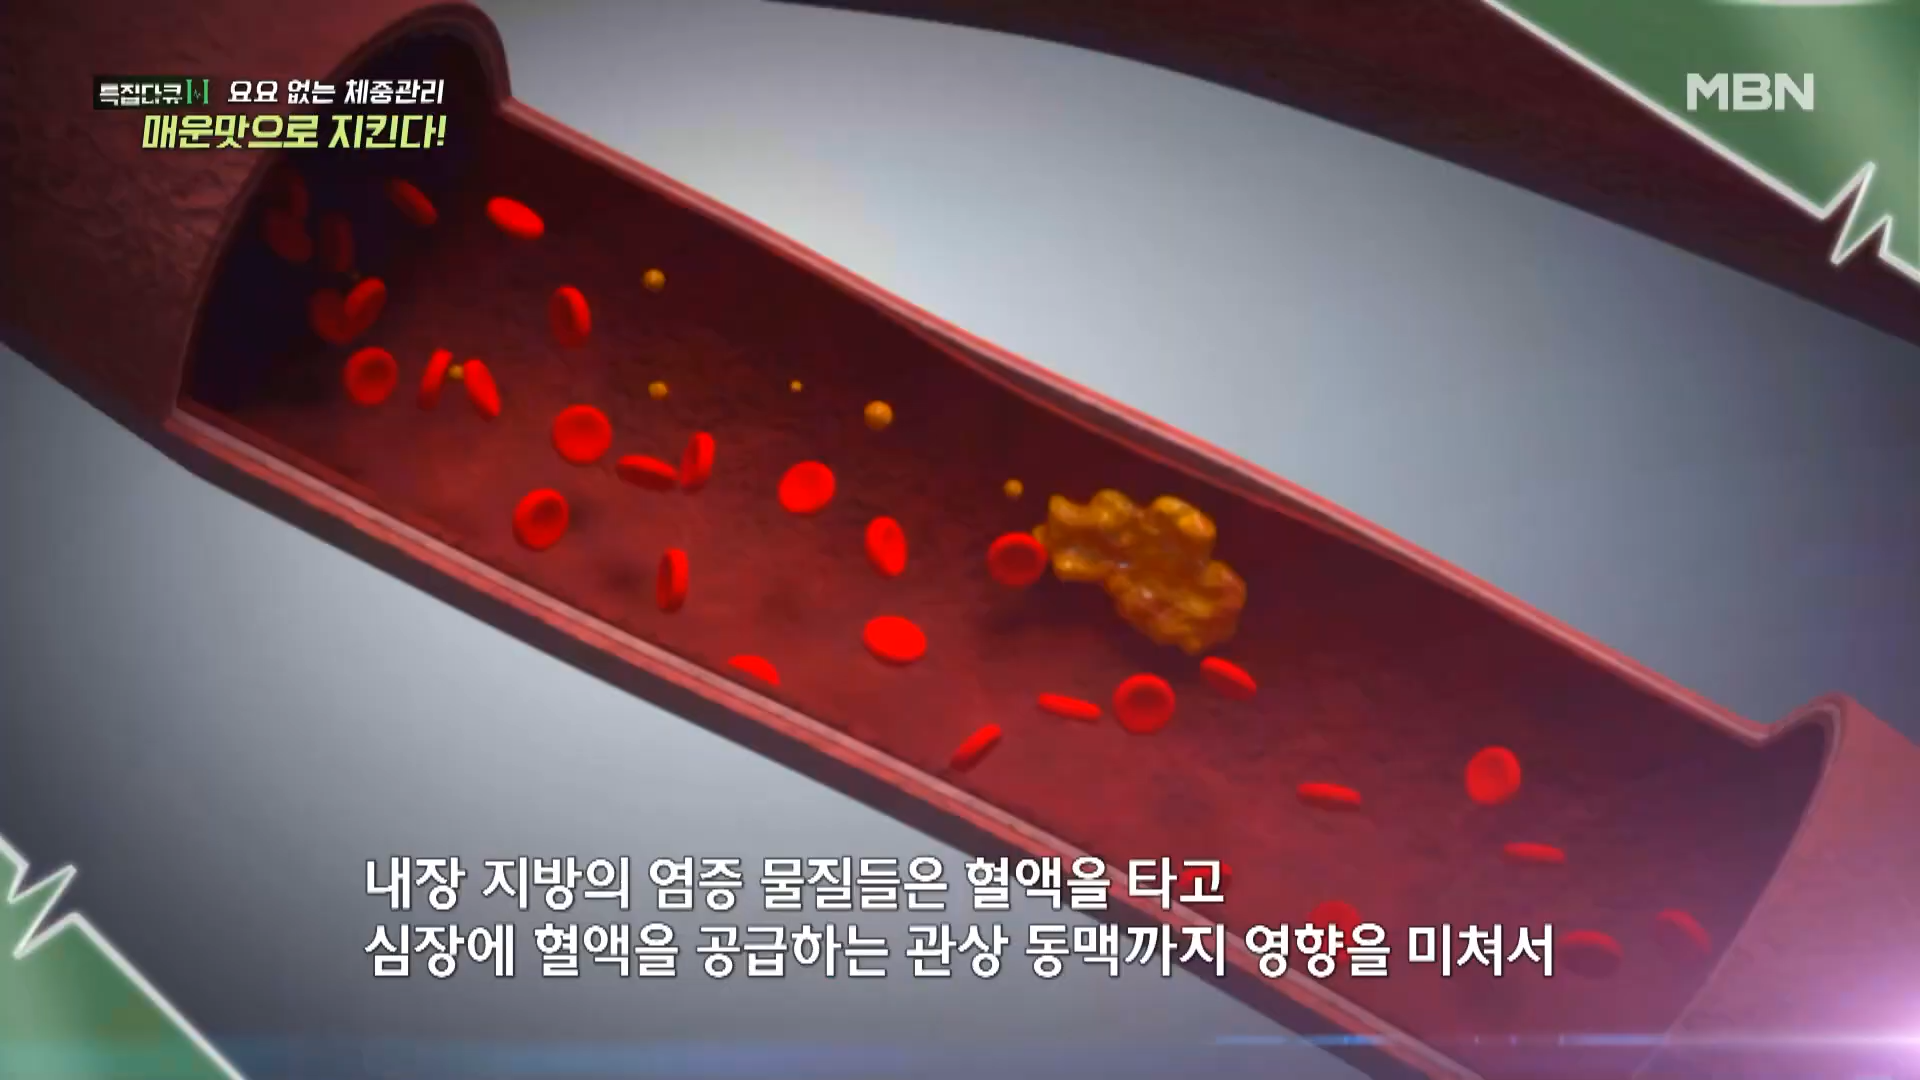 특집다큐H 요요 없는 체중관리
매운맛으로 지킨다!
MBN
내장 지방의 염증 물질들은 혈액을 타고
심장에 혈액을 공급하는 관상 동맥까지 영향을 미쳐서